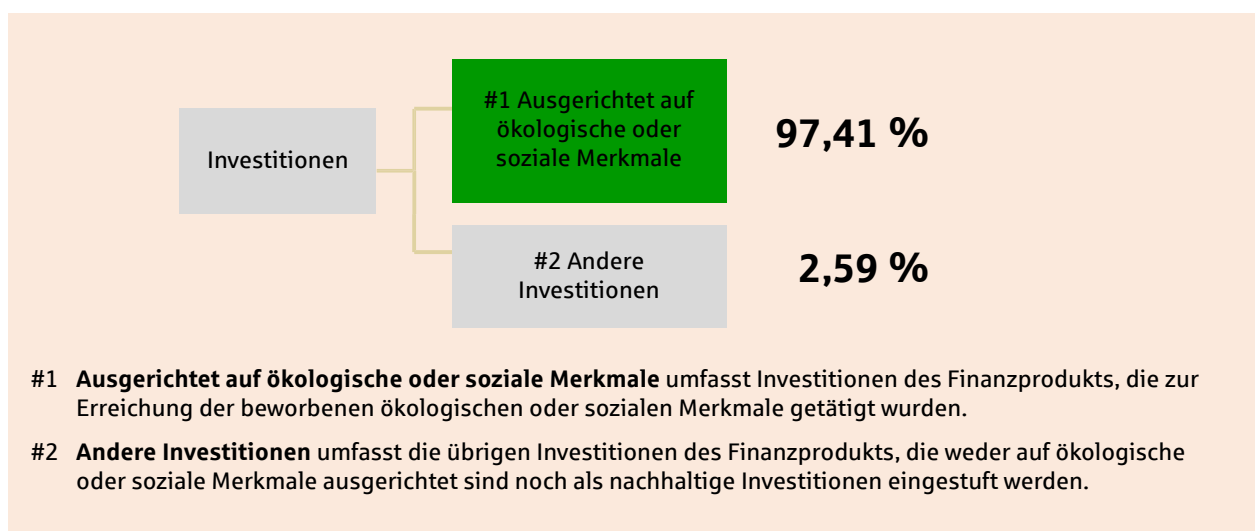 #1 Ausgerichtet auf
ökologische oder
soziale Merkmale
97,41 %
Investitionen
#2 Andere
Investitionen
2,59 %
#1 Ausgerichtet auf ökologische oder soziale Merkmale umfasst Investitionen des Finanzprodukts, die zur
Erreichung der beworbenen ökologischen oder sozialen Merkmale getätigt wurden.
#2 Andere Investitionen umfasst die übrigen Investitionen des Finanzprodukts, die weder auf ökologische
oder soziale Merkmale ausgerichtet sind noch als nachhaltige Investitionen eingestuft werden.